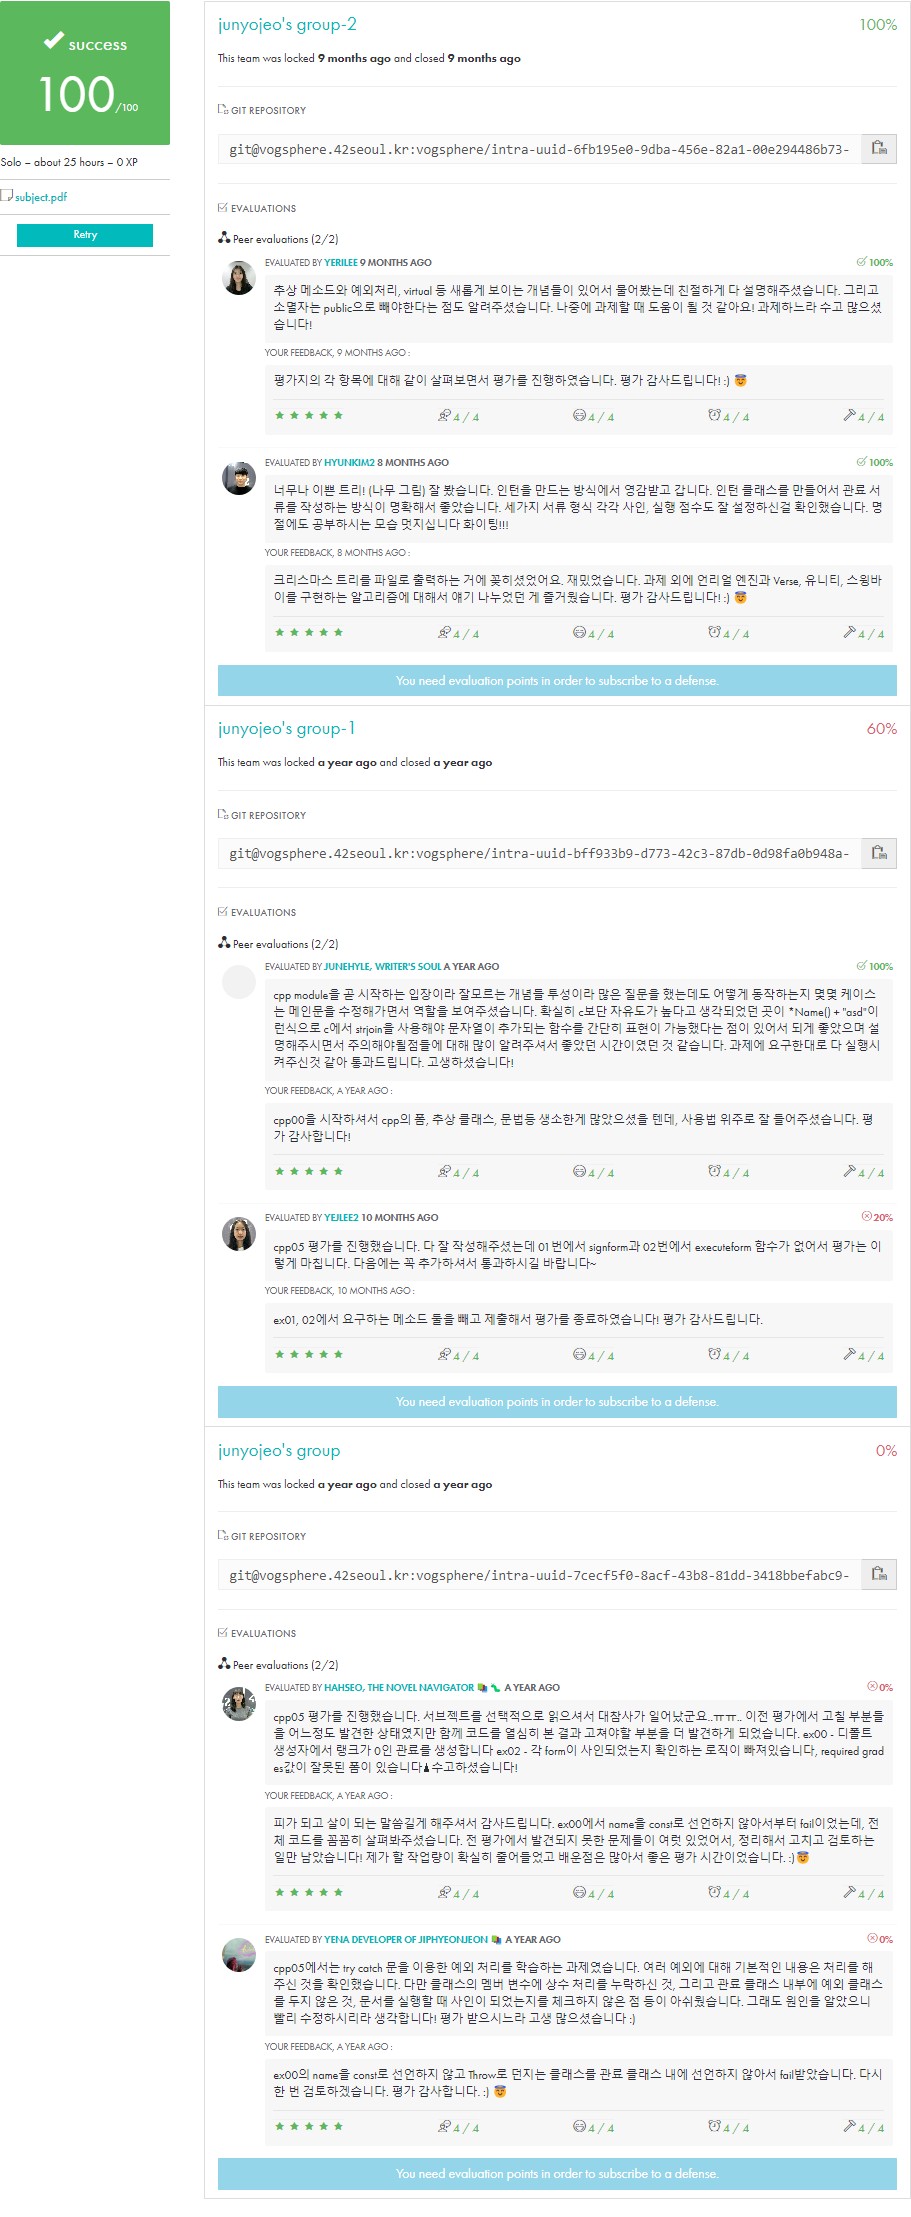 success
100/100
Solo – about 25 hours – 0 XP
subject.pdf
Retry
junyojeo's group-2
100%
This team was locked 9 months ago and closed 9 months ago
GIT REPOSITORY
git@vogsphere.42seoul.kr:vogsphere/intra-uuid-6fb195e0-9dba-456e-82a1-00e294486b73-
EVALUATIONS
Peer evaluations (2/2)
EVALUATED BY YERILEE 9 MONTHS AGO
100%
추상 메소드와 예외처리, virtual 등 새롭게 보이는 개념들이 있어서 물어봤는데 친절하게 다 설명해주셨습니다. 그리고
소멸자는 public으로 빼야한다는 점도 알려주셨습니다. 나중에 과제할 때 도움이 될 것 같아요! 과제하느라 수고 많으셨
습니다!
YOUR FEEDBACK, 9 MONTHS AGO :
평가지의 각 항목에 대해 같이 살펴보면서 평가를 진행하였습니다. 평가 감사드립니다! :) 😇
★ ★ ★ ★ ★ 4 / 4 4 / 4 4 / 4 4 / 4
EVALUATED BY HYUNKIM2 8 MONTHS AGO
100%
너무나 이쁜 트리! (나무 그림) 잘 봤습니다. 인턴을 만드는 방식에서 영감받고 갑니다. 인턴 클래스를 만들어서 관료 서
류를 작성하는 방식이 명확해서 좋았습니다. 세가지 서류 형식 각각 사인, 실행 점수도 잘 설정하신걸 확인했습니다. 명
절에도 공부하시는 모습 멋지십니다 화이팅!!!
YOUR FEEDBACK, 8 MONTHS AGO :
크리스마스 트리를 파일로 출력하는 거에 꽂히셨었어요. 재밌었습니다. 과제 외에 언리얼 엔진과 Verse, 유니티, 스윙바
이를 구현하는 알고리즘에 대해서 얘기 나누었던 게 즐거웠습니다. 평가 감사드립니다! :) 😇
★ ★ ★ ★ ★ 4 / 4 4 / 4 4 / 4 4 / 4
You need evaluation points in order to subscribe to a defense.
junyojeo's group-1
60%
This team was locked a year ago and closed a year ago
GIT REPOSITORY
git@vogsphere.42seoul.kr:vogsphere/intra-uuid-bff933b9-d773-42c3-87db-0d98fa0b948a-
EVALUATIONS
Peer evaluations (2/2)
EVALUATED BY JUNEHYLE, WRITER'S SOUL A YEAR AGO
100%
cpp module을 곧 시작하는 입장이라 잘모르는 개념들 투성이라 많은 질문을 했는데도 어떻게 동작하는지 몇몇 케이스
는 메인문을 수정해가면서 역할을 보여주셨습니다. 확실히 c보단 자유도가 높다고 생각되었던 곳이 *Name() + "asd"이
런식으로 c에서 strjoin을 사용해야 문자열이 추가되는 함수를 간단히 표현이 가능했다는 점이 있어서 되게 좋았으며 설
명해주시면서 주의해야될점들에 대해 많이 알려주셔서 좋았던 시간이였던 것 같습니다. 과제에 요구한대로 다 실행시
켜주신것 같아 통과드립니다. 고생하셨습니다!
YOUR FEEDBACK, A YEAR AGO :
cpp00을 시작하셔서 cpp의 폼, 추상 클래스, 문법등 생소한게 많았으셨을 텐데, 사용법 위주로 잘 들어주셨습니다. 평
가 감사합니다!
★ ★ ★ ★ ★ 4 / 4 4 / 4 4 / 4 4 / 4
EVALUATED BY YEJLEE2 10 MONTHS AGO
20%
cpp05 평가를 진행했습니다. 다 잘 작성해주셨는데 01번에서 signform과 02번에서 executeform 함수가 없어서 평가는 이
렇게 마칩니다. 다음에는 꼭 추가하셔서 통과하시길 바랍니다~
YOUR FEEDBACK, 10 MONTHS AGO :
ex01, 02에서 요구하는 메소드 둘을 빼고 제출해서 평가를 종료하였습니다! 평가 감사드립니다.
★ ★ ★ ★ ★ 4 / 4 4 / 4 4 / 4 4 / 4
You need evaluation points in order to subscribe to a defense.
junyojeo's group
0%
This team was locked a year ago and closed a year ago
GIT REPOSITORY
git@vogsphere.42seoul.kr:vogsphere/intra-uuid-7cecf5f0-8acf-43b8-81dd-3418bbefabc9-
EVALUATIONS
Peer evaluations (2/2)
EVALUATED BY HAHSEO, THE NOVEL NAVIGATOR A YEAR AGO
0%
cpp05 평가를 진행했습니다. 서브젝트를 선택적으로 읽으셔서 대참사가 일어났군요..ㅠㅠ.. 이전 평가에서 고칠 부분들
을 어느정도 발견한 상태였지만 함께 코드를 열심히 본 결과 고쳐야할 부분을 더 발견하게 되었습니다. ex00 - 디폴트
생성자에서 랭크가 0인 관료를 생성합니다 ex02 - 각 form이 사인되었는지 확인하는 로직이 빠져있습니다, required grad
es값이 잘못된 폼이 있습니다♟수고하셨습니다!
YOUR FEEDBACK, A YEAR AGO :
피가 되고 살이 되는 말씀길게 해주셔서 감사드립니다. ex00에서 name을 const로 선언하지 않아서부터 fail이었는데, 전
체 코드를 꼼꼼히 살펴봐주셨습니다. 전 평가에서 발견되지 못한 문제들이 여럿 있었어서, 정리해서 고치고 검토하는
일만 남았습니다! 제가 할 작업량이 확실히 줄어들었고 배운점은 많아서 좋은 평가 시간이었습니다. :)😇
★ ★ ★ ★ ★ 4 / 4 4 / 4 4 / 4 4 / 4
EVALUATED BY YENA DEVELOPER OF JIPHYEONJEON A YEAR AGO
0%
cpp05에서는 try catch 문을 이용한 예외 처리를 학습하는 과제였습니다. 여러 예외에 대해 기본적인 내용은 처리를 해
주신 것을 확인했습니다. 다만 클래스의 멤버 변수에 상수 처리를 누락하신 것, 그리고 관료 클래스 내부에 예외 클래스
를 두지 않은 것, 문서를 실행할 때 사인이 되었는지를 체크하지 않은 점 등이 아쉬웠습니다. 그래도 원인을 알았으니
빨리 수정하시리라 생각합니다! 평가 받으시느라 고생 많으셨습니다 :)
YOUR FEEDBACK, A YEAR AGO :
ex00의 name을 const로 선언하지 않고 Throw로 던지는 클래스를 관료 클래스 내에 선언하지 않아서 fail받았습니다. 다시
한 번 검토하겠습니다. 평가 감사합니다. :) 😇
★ ★ ★ ★ ★ 4 / 4 4 / 4 4 / 4 4 / 4
You need evaluation points in order to subscribe to a defense.